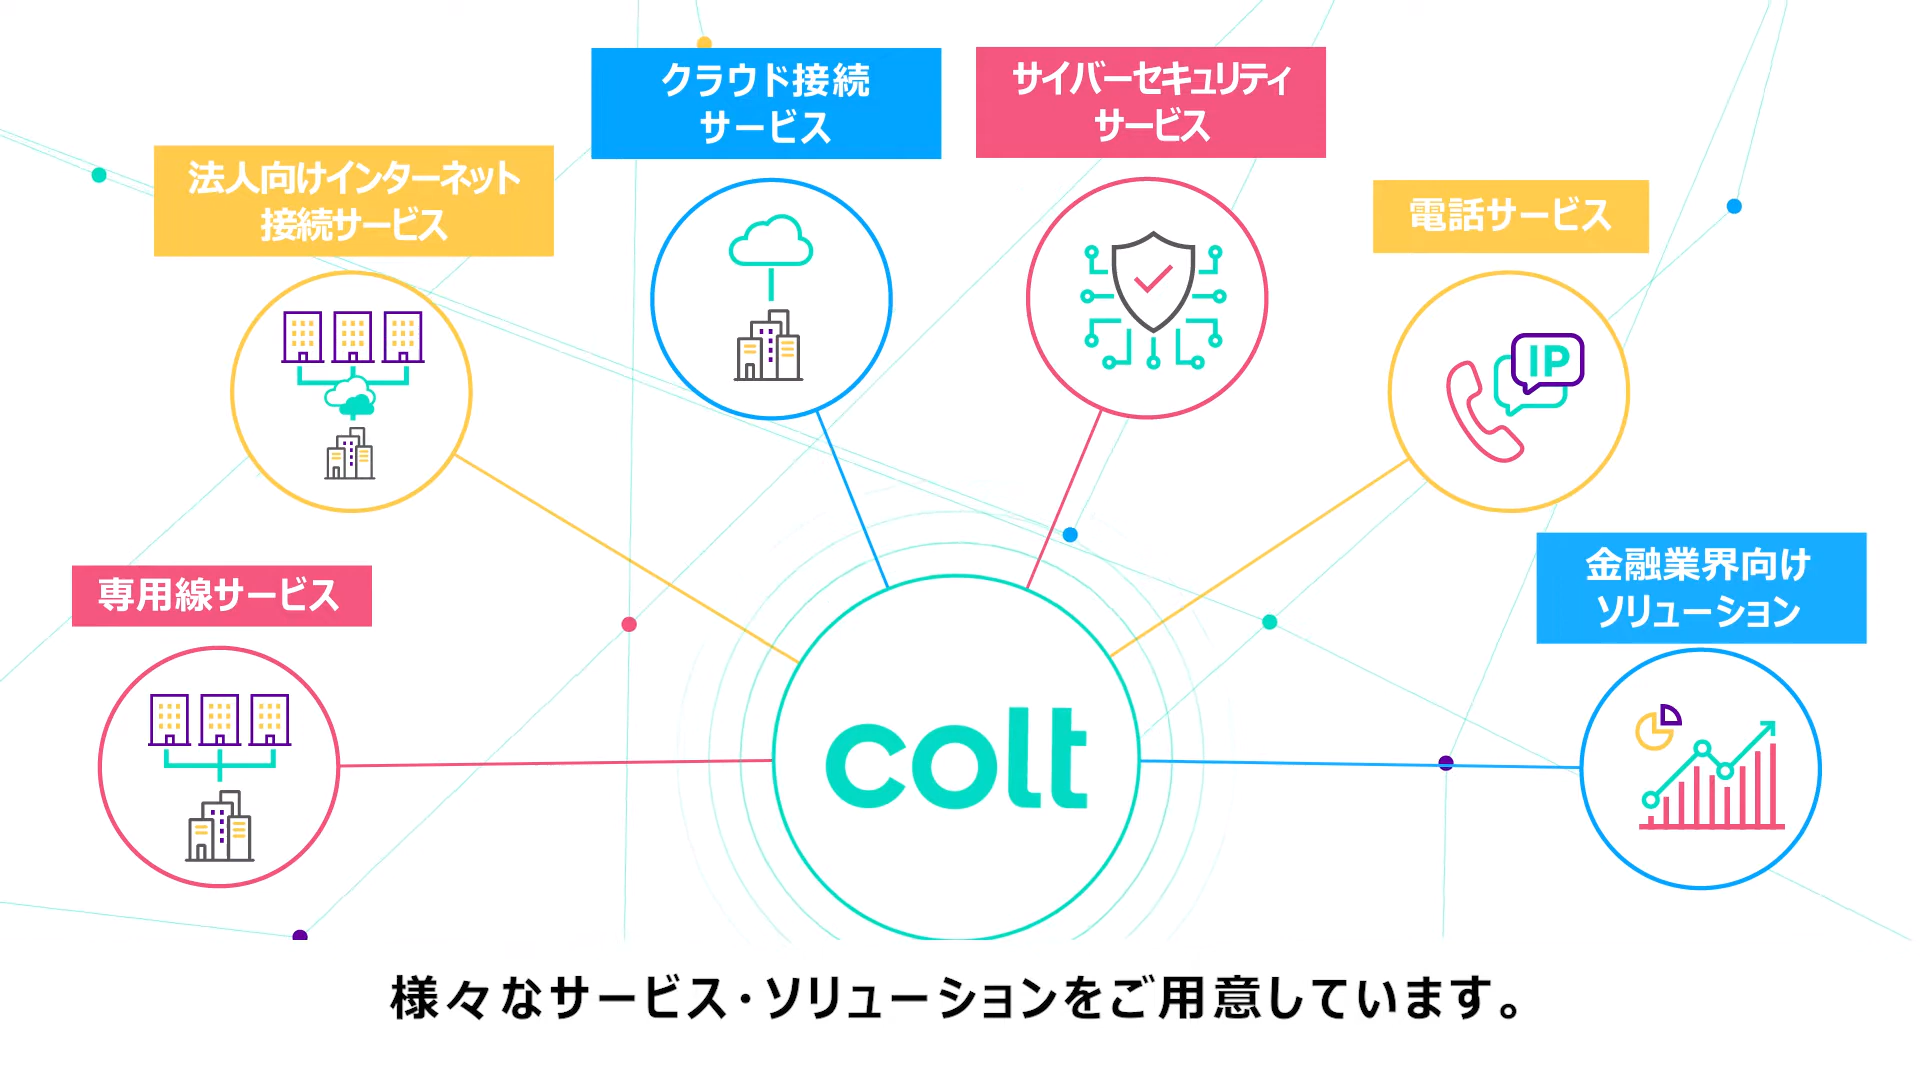 クラウド接続
サービス
サイバーセキュリティ
サービス
法人向けインターネット
接続サービス
電話サービス
IP
専用線サービス
金融業界向け
ソリューション
colt
様々なサービス・ソリューションをご用意しています。